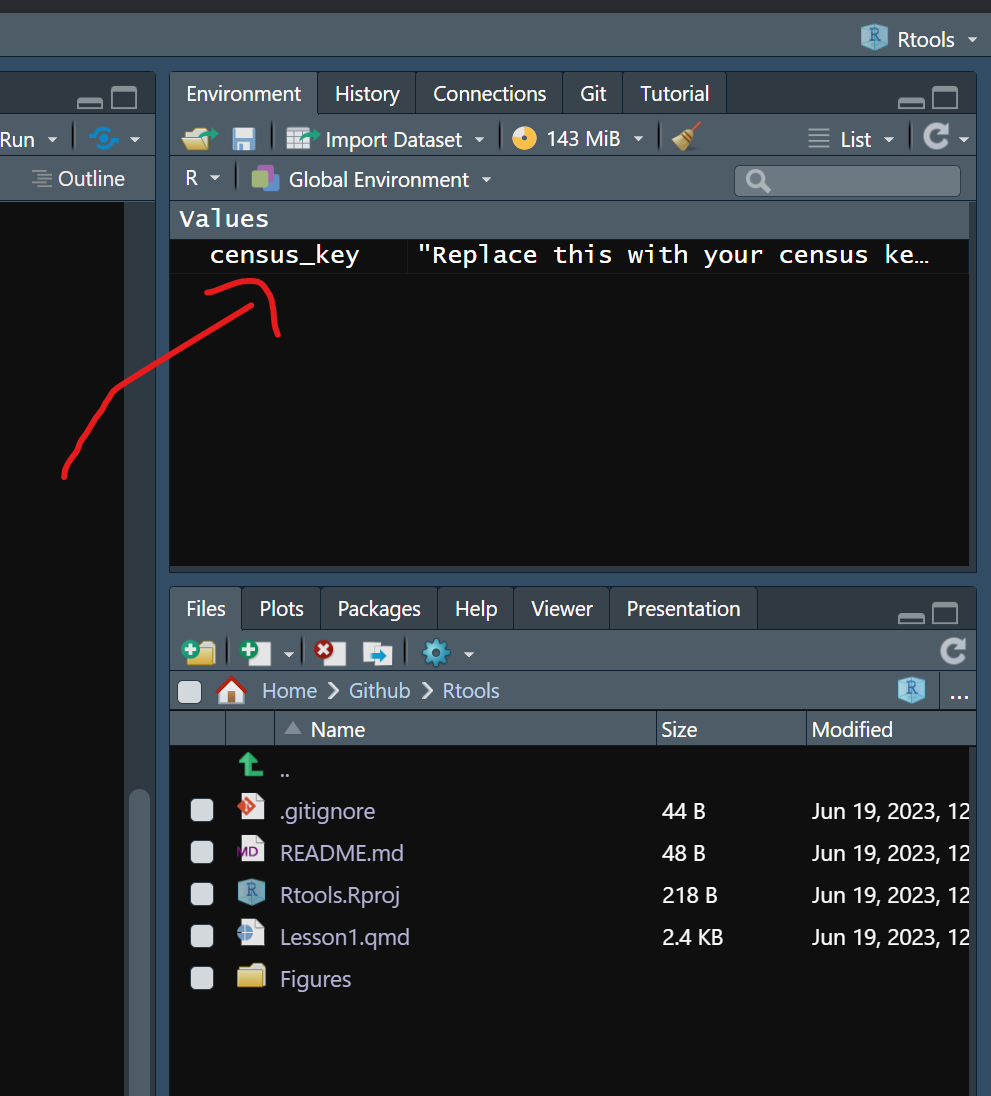 Rtools
Environment History Connections Git Tutorial
Run Import Dataset 143 MiB List
Outline R Global Environment
Values
census_key "Replace this with your census ke…
Files Plots Packages Help Viewer Presentation
Home Github Rtools ...
Name Size Modified
..
.gitignore 44 B Jun 19, 2023, 12
MD README.md 48 B Jun 19, 2023, 12
Rtools.Rproj 218 B Jun 19, 2023, 12
Lesson1.qmd 2.4 KB Jun 19, 2023, 12
Figures